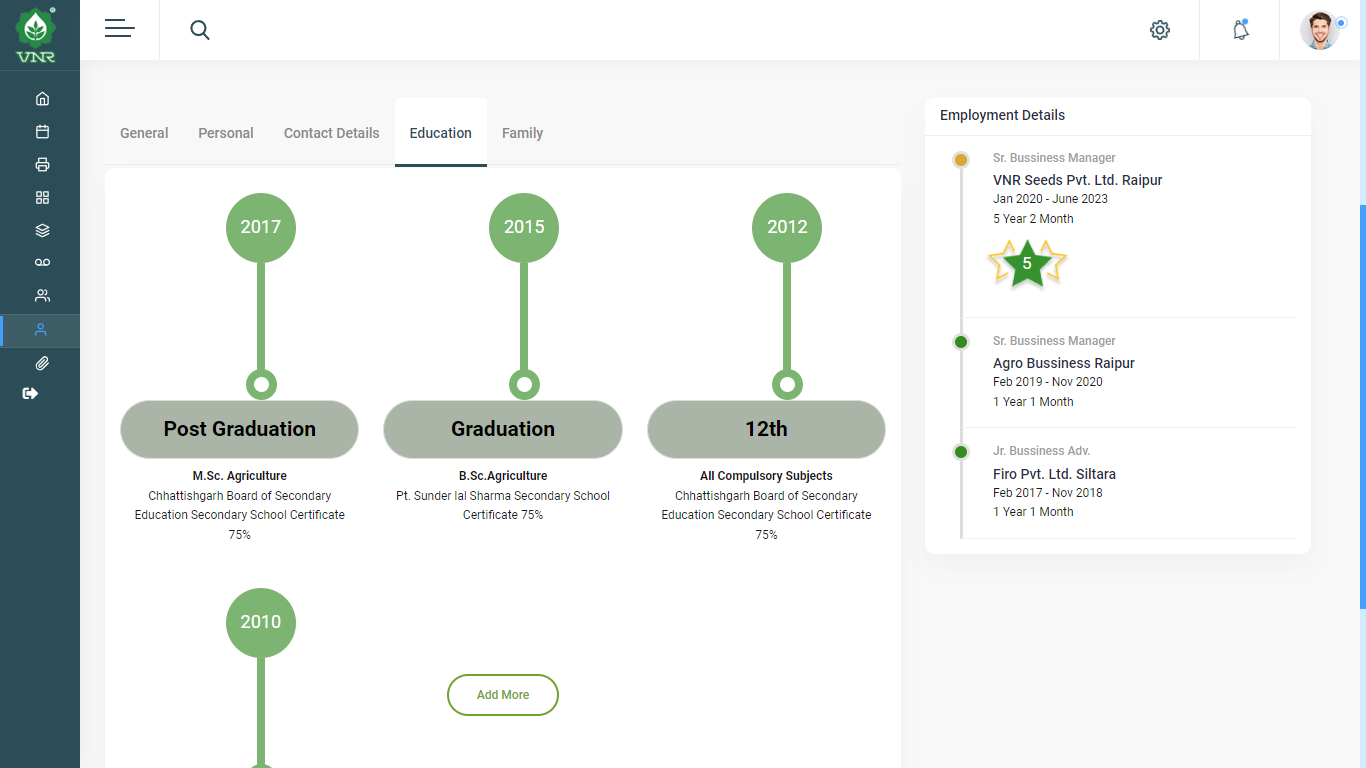 VNR
General Personal Contact Details Education Family
2017 2015 2012
Post Graduation
M.Sc. Agriculture
Chhattishgarh Board of Secondary
Education Secondary School Certificate
75%
Graduation
B.Sc.Agriculture
Pt. Sunder lal Sharma Secondary School
Certificate 75%
12th
All Compulsory Subjects
Chhattishgarh Board of Secondary
Education Secondary School Certificate
75%
2010
Add More
Employment Details
Sr. Bussiness Manager
VNR Seeds Pvt. Ltd. Raipur
Jan 2020 - June 2023
5 Year 2 Month
5
Sr. Bussiness Manager
Agro Bussiness Raipur
Feb 2019 - Nov 2020
1 Year 1 Month
Jr. Bussiness Adv.
Firo Pvt. Ltd. Siltara
Feb 2017 - Nov 2018
1 Year 1 Month